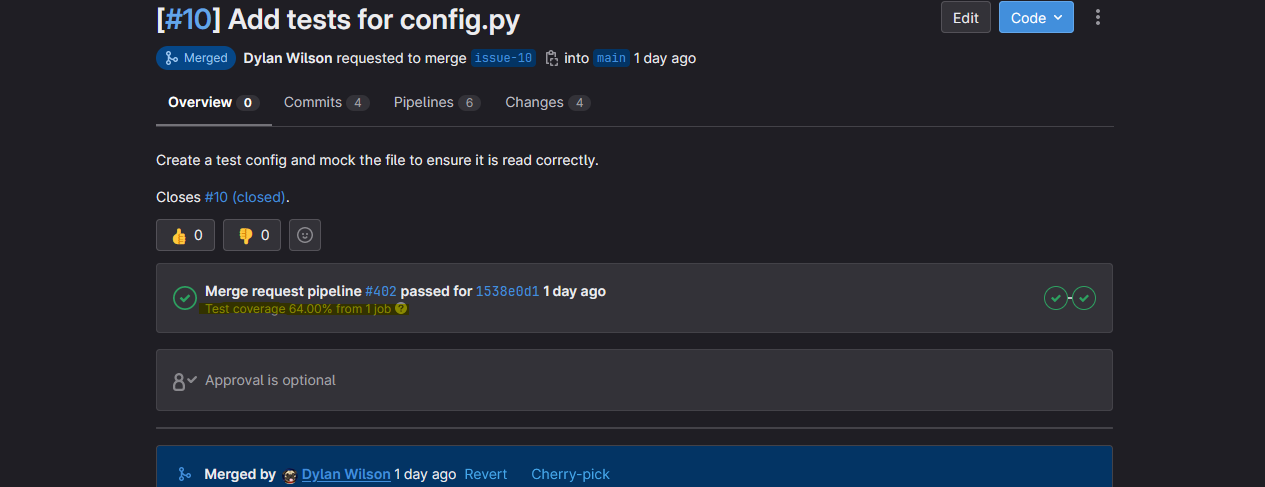 [#10] Add tests for config.py
Edit
Code
Merged
Dylan Wilson requested to merge issue-10 into main 1 day ago
Overview 0
Commits 4
Pipelines 6
Changes 4
Create a test config and mock the file to ensure it is read correctly.
Closes #10 (closed).
👍 0
👎 0
Merge request pipeline #402 passed for 1538e0d1 1 day ago
Test coverage 64.00% from 1 job ?
Approval is optional
Merged by Dylan Wilson 1 day ago Revert Cherry-pick